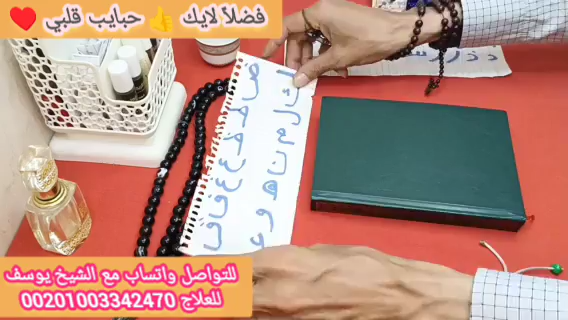 فضلاً لايك 👍 حبايب قلبي ♥
د ذ ر ز س
ص ض ط ظ ع غ ف ق
ك ل م ن ه و
للتواصل واتساب مع الشيخ يوسف
للعلاج 00201003342470